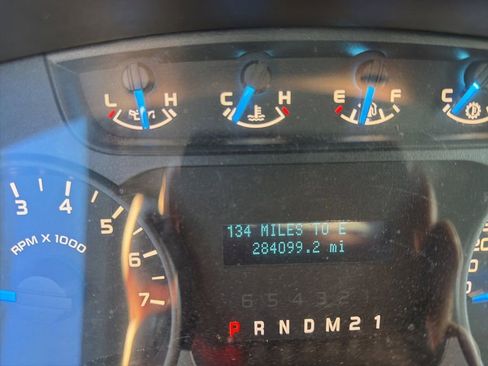 L H C H E F C
134 MILES TO E
284099.2 mi
3 4 5 6 7
RPM X 1000
6 5 4 3 2 1
P R N D M 2 1